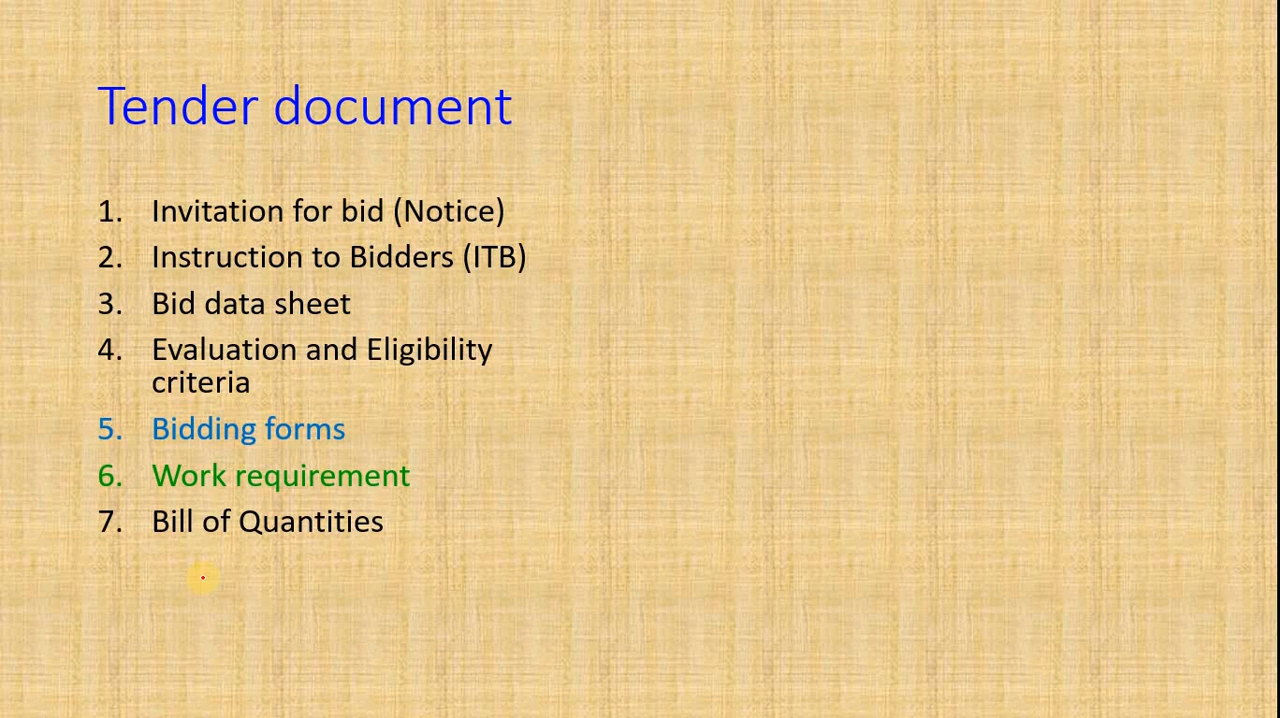 Tender document
1. Invitation for bid (Notice)
2. Instruction to Bidders (ITB)
3. Bid data sheet
4. Evaluation and Eligibility
criteria
5. Bidding forms
6. Work requirement
7. Bill of Quantities